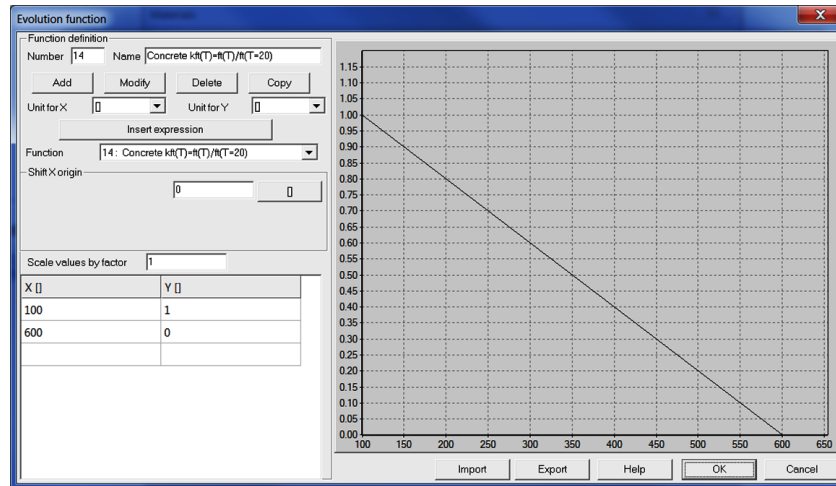 Evolution function
X
Function definition
Number 14 Name Concrete kft(T)=ft(T)/ft(T=20)
Add Modify Delete Copy
Unit for X [] Unit for Y []
Insert expression
Function 14 : Concrete kft(T)=ft(T)/ft(T=20)
Shift X origin
0 []
Scale values by factor 1
X [] Y []
100 1
600 0
1.15
1.10
1.05
1.00
0.95
0.90
0.85
0.80
0.75
0.70
0.65
0.60
0.55
0.50
0.45
0.40
0.35
0.30
0.25
0.20
0.15
0.10
0.05
0.00
100 150 200 250 300 350 400 450 500 550 600 650
Import Export Help OK Cancel